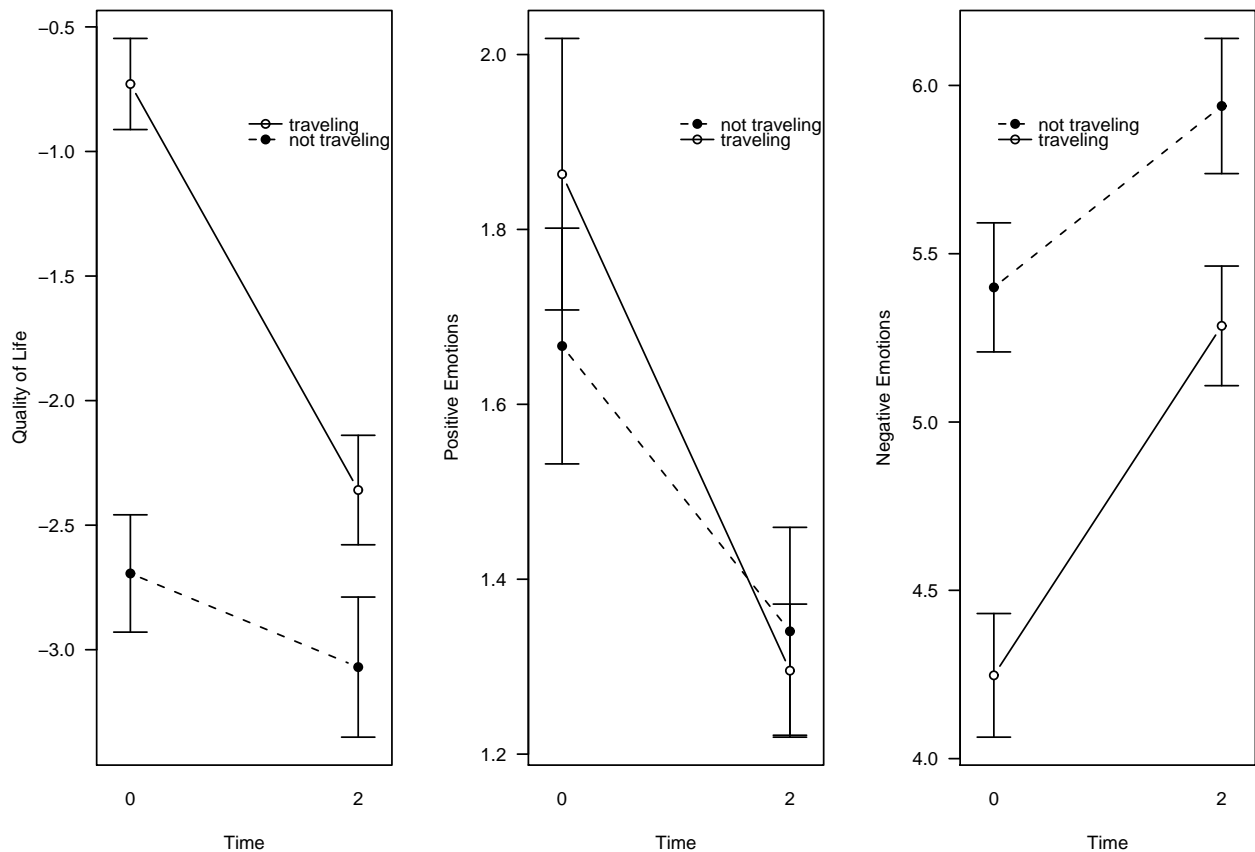 −0.5
−1.0
−1.5
−2.0
−2.5
−3.0
Quality of Life
traveling
not traveling
0 2
Time
2.0
1.8
1.6
1.4
1.2
Positive Emotions
not traveling
traveling
0 2
Time
6.0
5.5
5.0
4.5
4.0
Negative Emotions
not traveling
traveling
0 2
Time